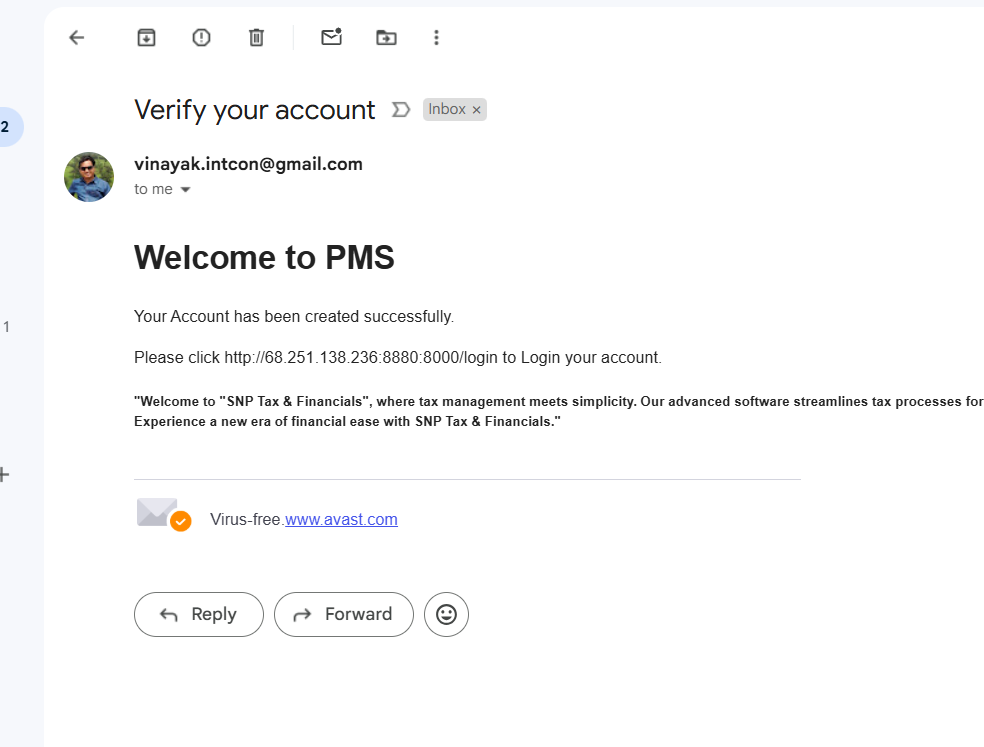 2
Verify your account
Inbox ×
vinayak.intcon@gmail.com
to me
Welcome to PMS
Your Account has been created successfully.
1
Please click http://68.251.138.236:8880:8000/login to Login your account.
"Welcome to "SNP Tax & Financials", where tax management meets simplicity. Our advanced software streamlines tax processes for
Experience a new era of financial ease with SNP Tax & Financials."
Virus-free.www.avast.com
Reply
Forward